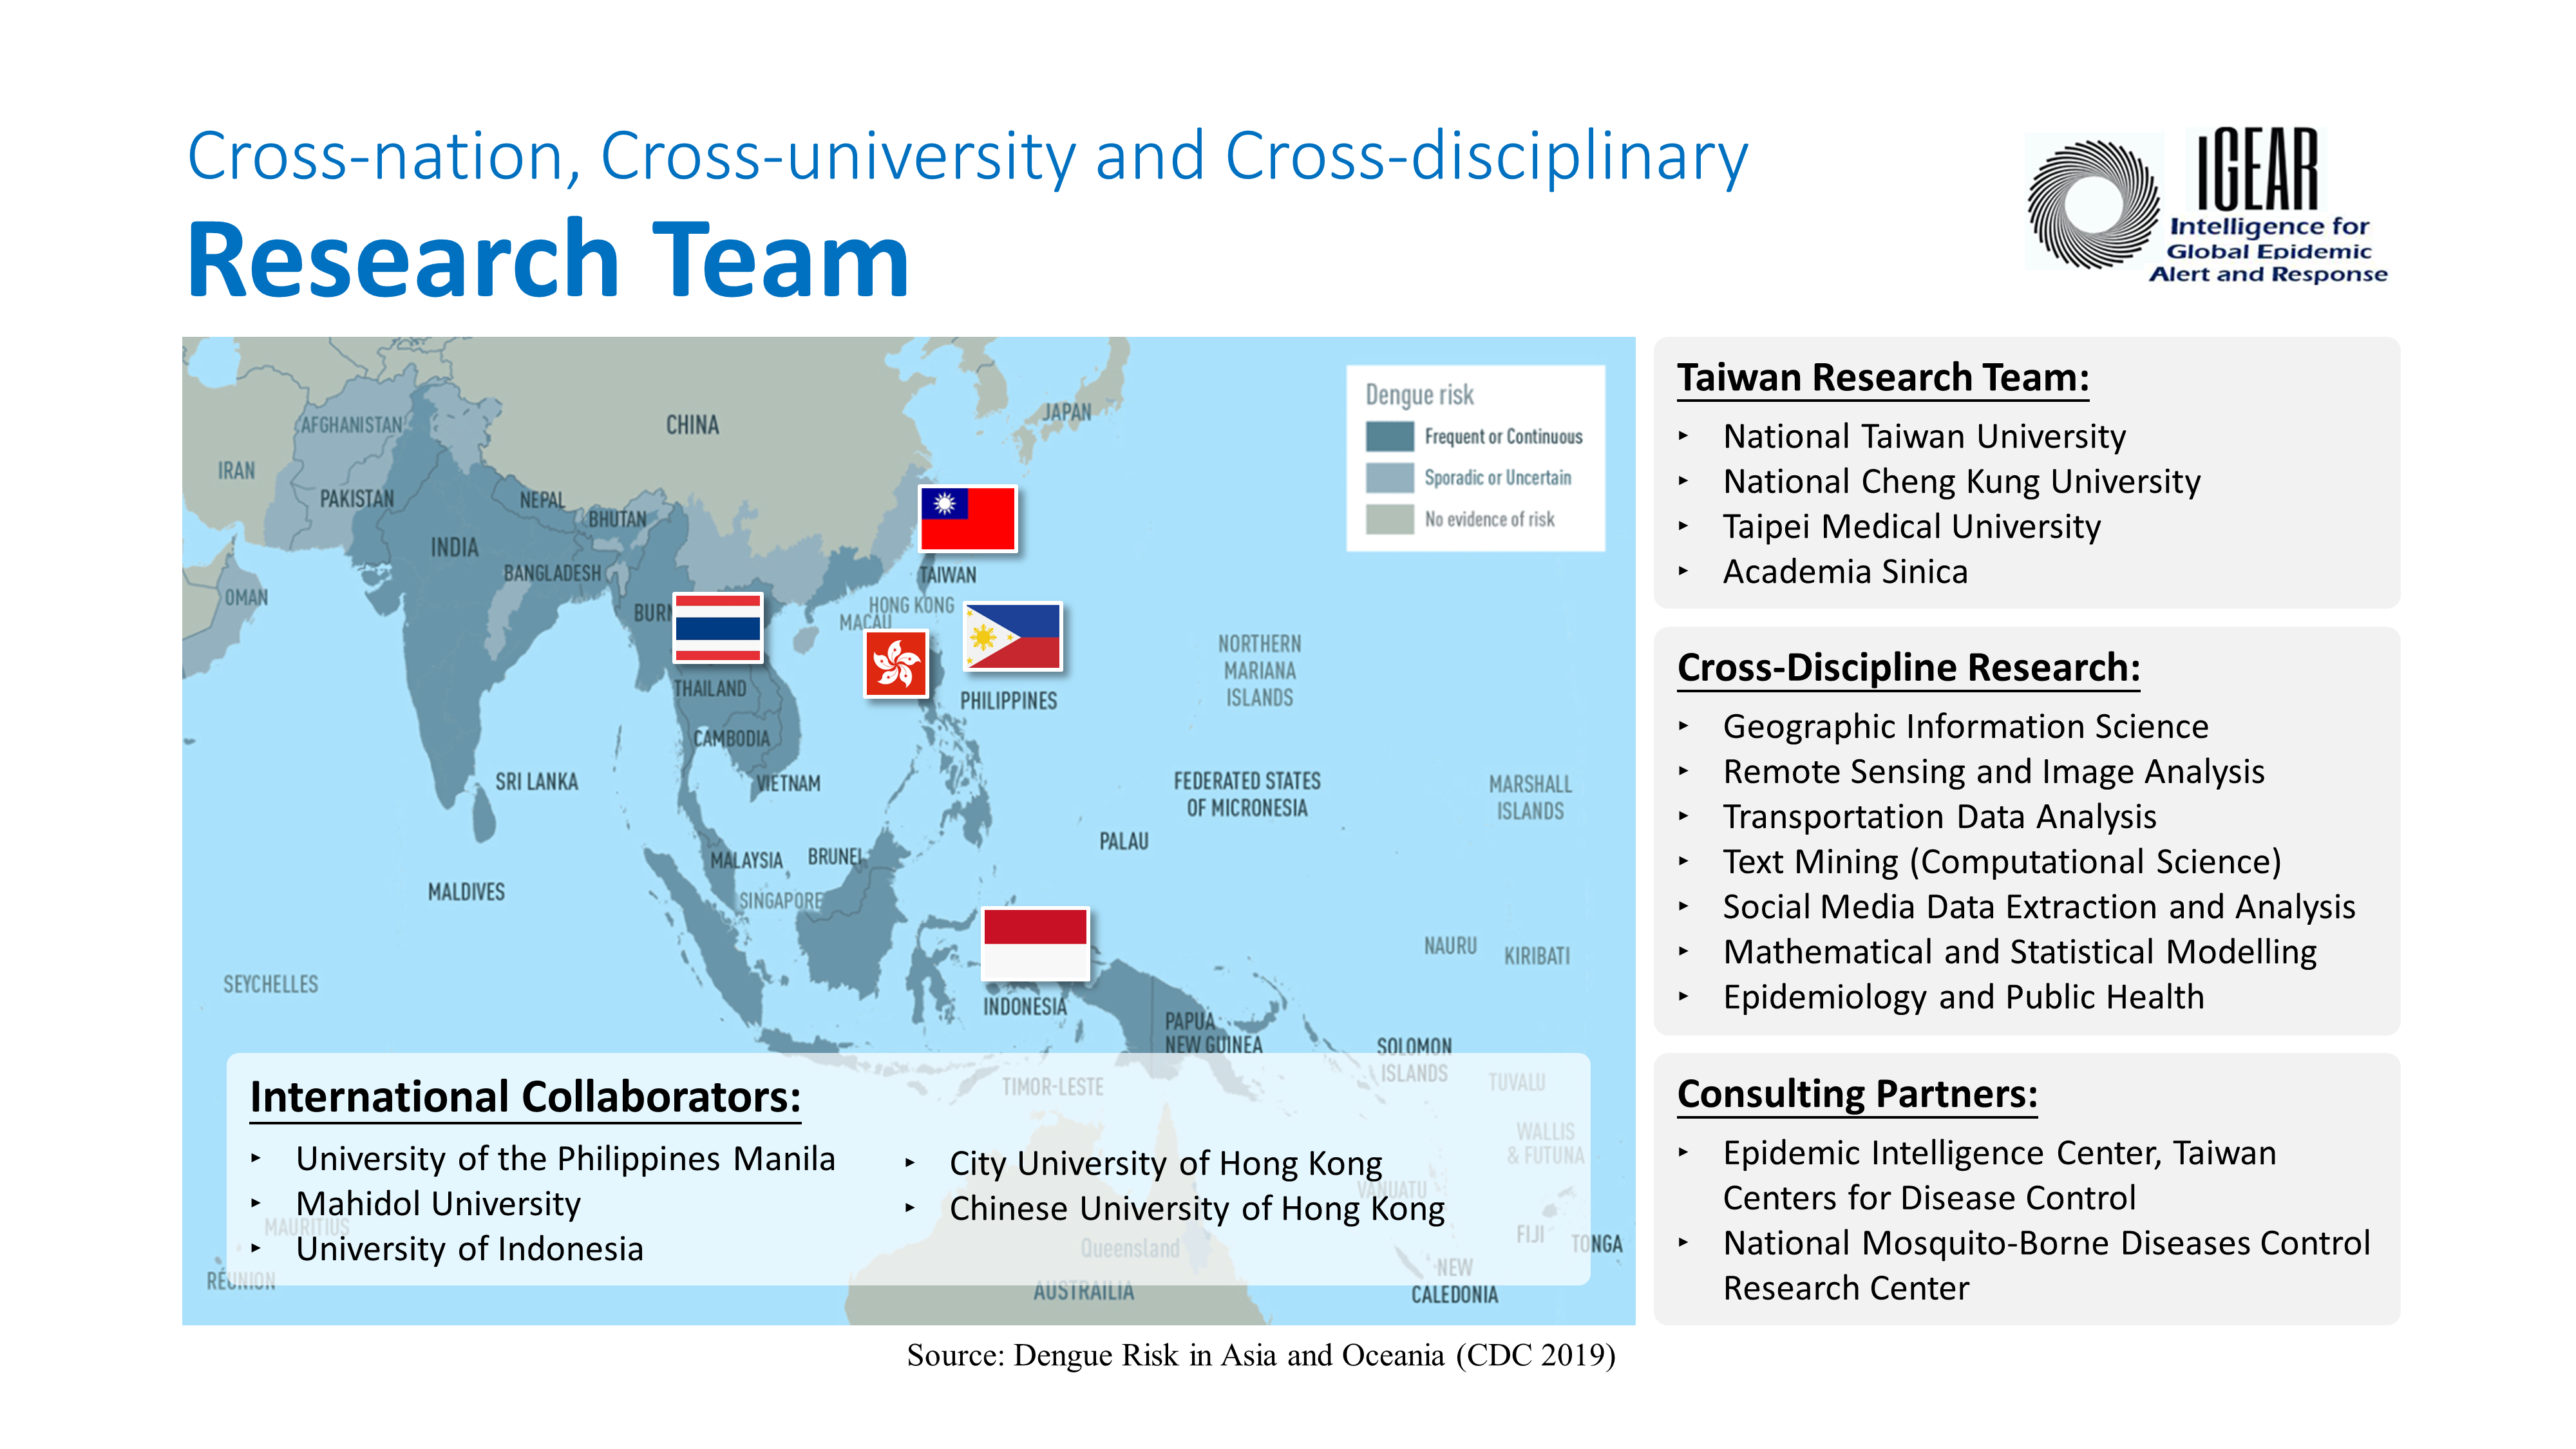 Cross-nation, Cross-university and Cross-disciplinary
Research Team
IGEAR
Intelligence for
Global Epidemic
Alert and Response
Dengue risk
Frequent or Continuous
Sporadic or Uncertain
No evidence of risk
AFGHANISTAN
CHINA
JAPAN
IRAN
PAKISTAN
NEPAL
BHUTAN
INDIA
BANGLADESH
TAIWAN
OMAN
BURM
HONG KONG
MACAU
THAILAND
PHILIPPINES
NORTHERN
MARIANA
ISLANDS
CAMBODIA
SRI LANKA
VIETNAM
FEDERATED STATES
OF MICRONESIA
MARSHALL
ISLANDS
PALAU
MALAYSIA
BRUNEI
MALDIVES
SINGAPORE
NAURU
KIRIBATI
SEYCHELLES
INDONESIA
PAPUA
NEW GUINEA
SOLOMON
ISLANDS
TIMOR-LESTE
TUVALU
WALLIS
& FUTUNA
VANUATU
MAURITIUS
FIJI
TONGA
Queensland
RÉUNION
NEW
CALEDONIA
AUSTRAILIA
International Collaborators:
‣ University of the Philippines Manila
‣ Mahidol University
‣ University of Indonesia
‣ City University of Hong Kong
‣ Chinese University of Hong Kong
Taiwan Research Team:
‣ National Taiwan University
‣ National Cheng Kung University
‣ Taipei Medical University
‣ Academia Sinica
Cross-Discipline Research:
‣ Geographic Information Science
‣ Remote Sensing and Image Analysis
‣ Transportation Data Analysis
‣ Text Mining (Computational Science)
‣ Social Media Data Extraction and Analysis
‣ Mathematical and Statistical Modelling
‣ Epidemiology and Public Health
Consulting Partners:
‣ Epidemic Intelligence Center, Taiwan
Centers for Disease Control
‣ National Mosquito-Borne Diseases Control
Research Center
Source: Dengue Risk in Asia and Oceania (CDC 2019)